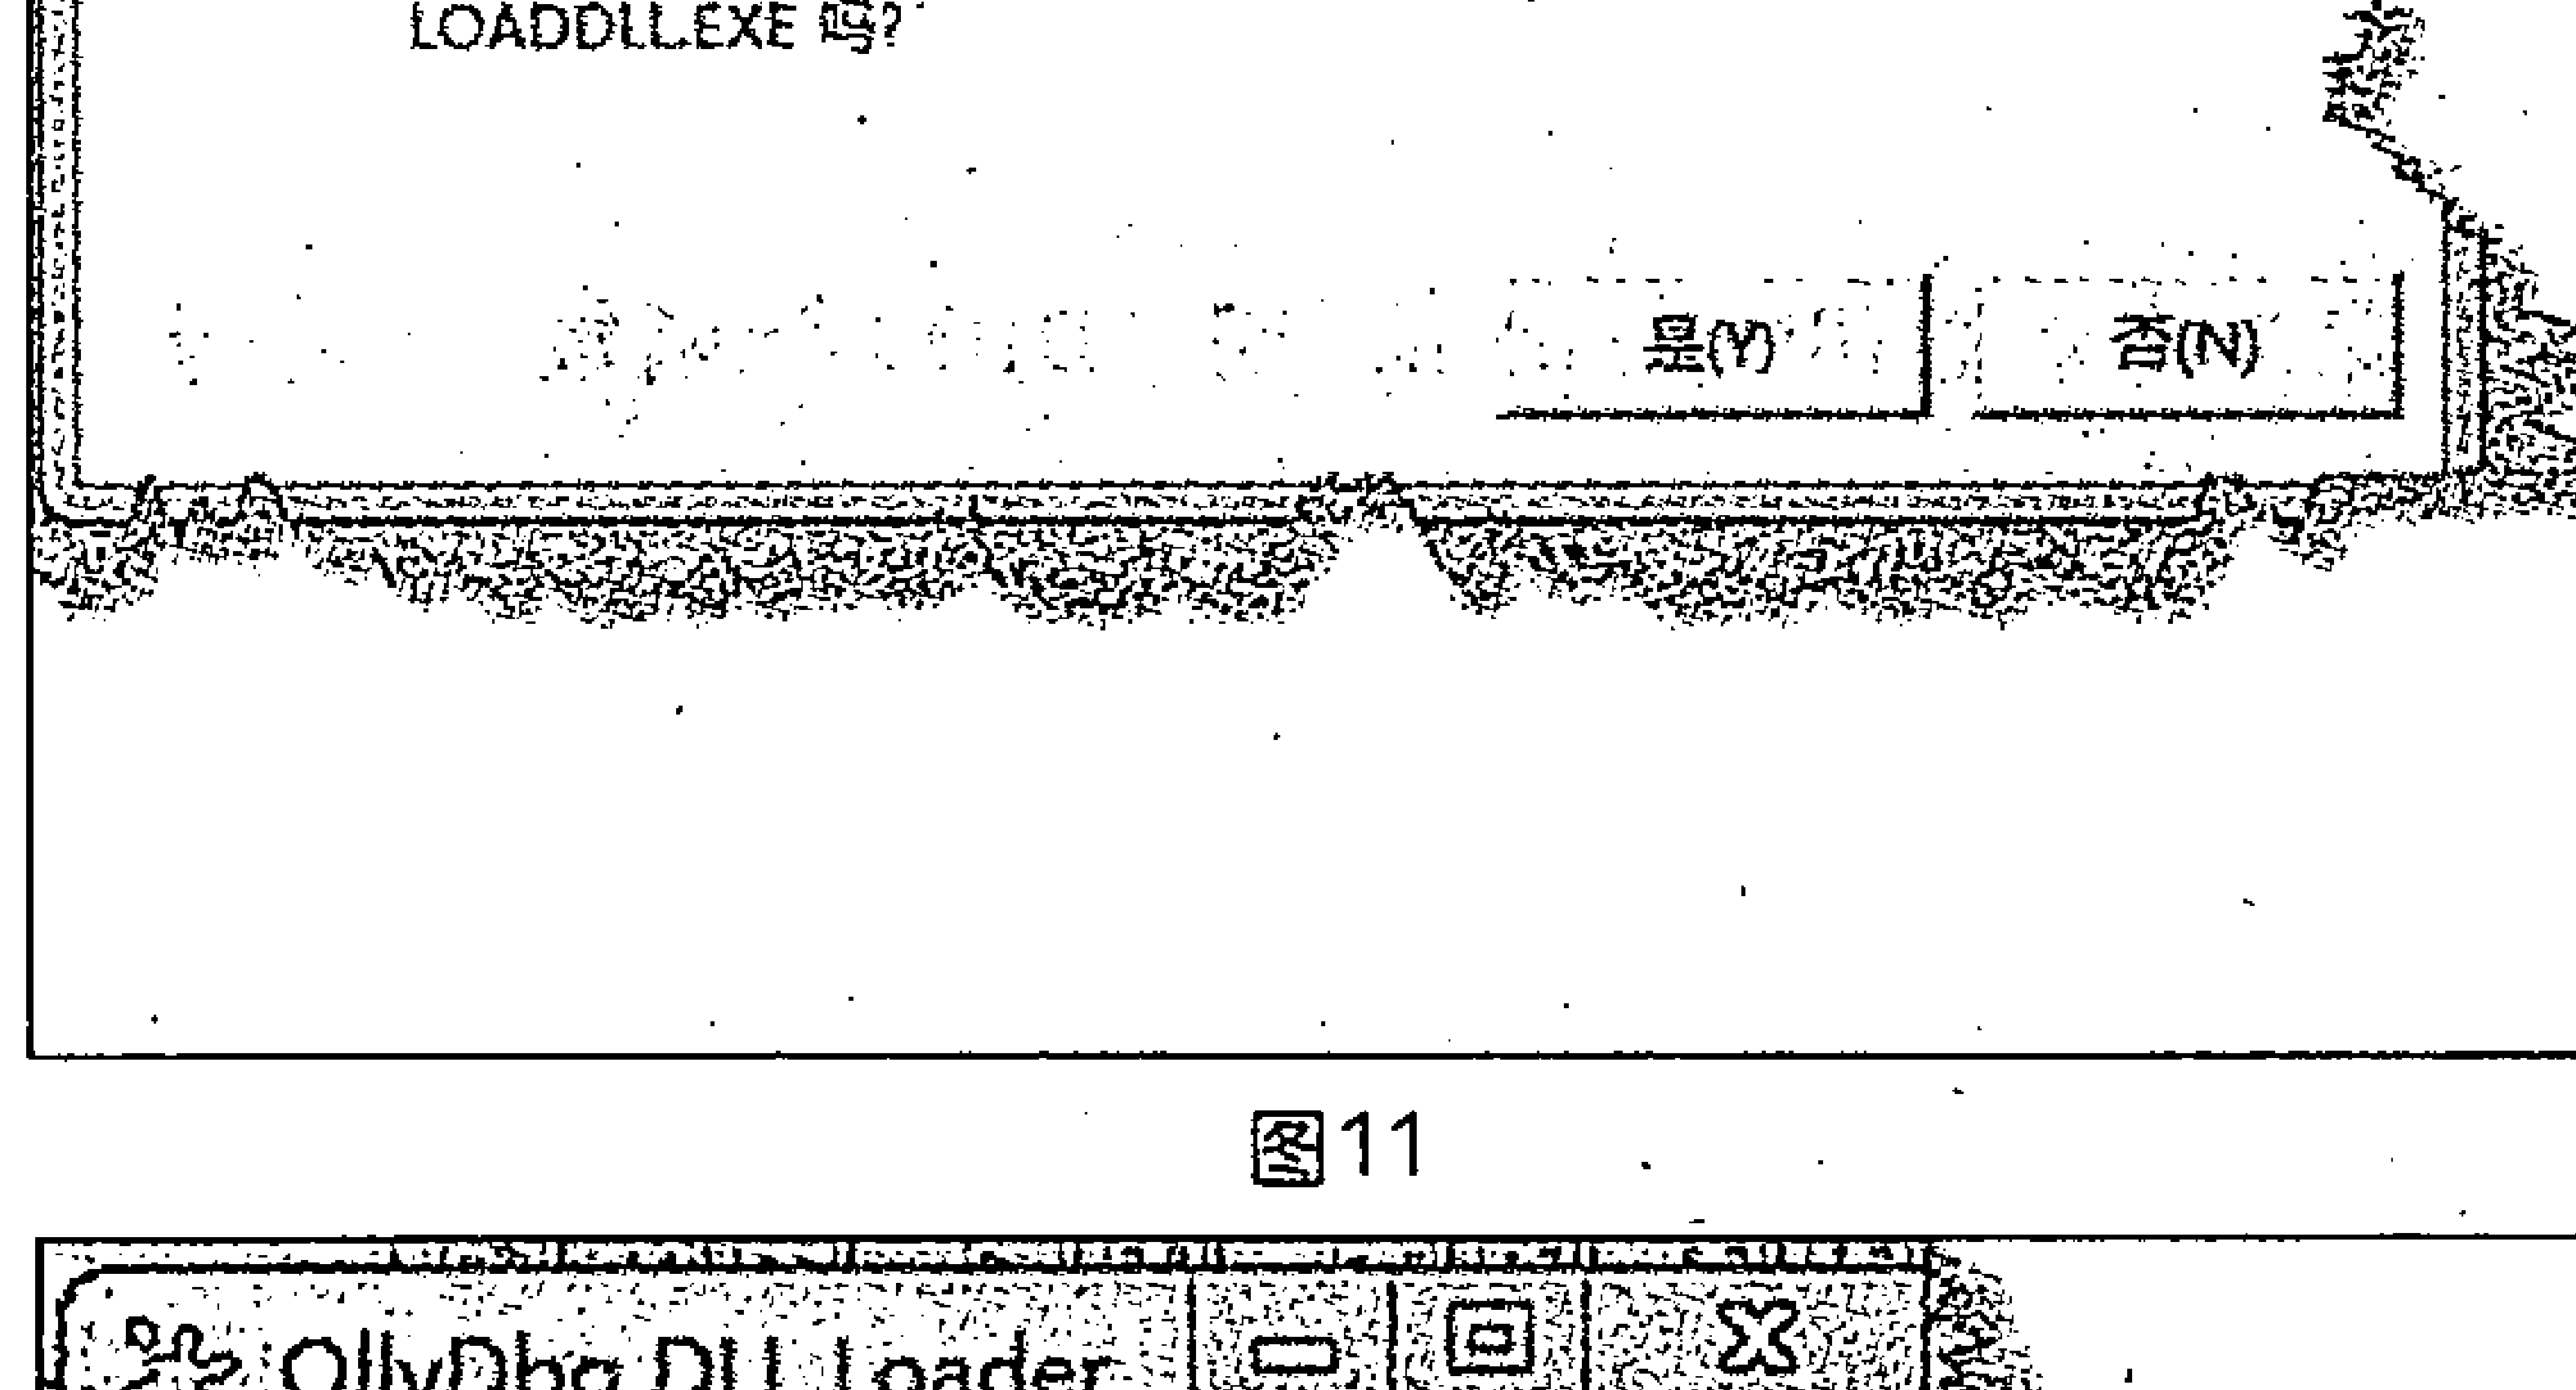 LOADDLL.EXE 吗?
是(Y) 否(N)
图11
OllyDbg DLL Loader